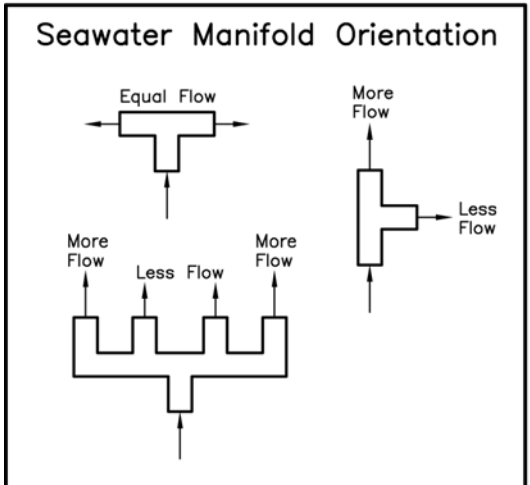 Seawater Manifold Orientation
Equal Flow
More
Flow
Less
Flow
More
Flow
Less Flow
More
Flow